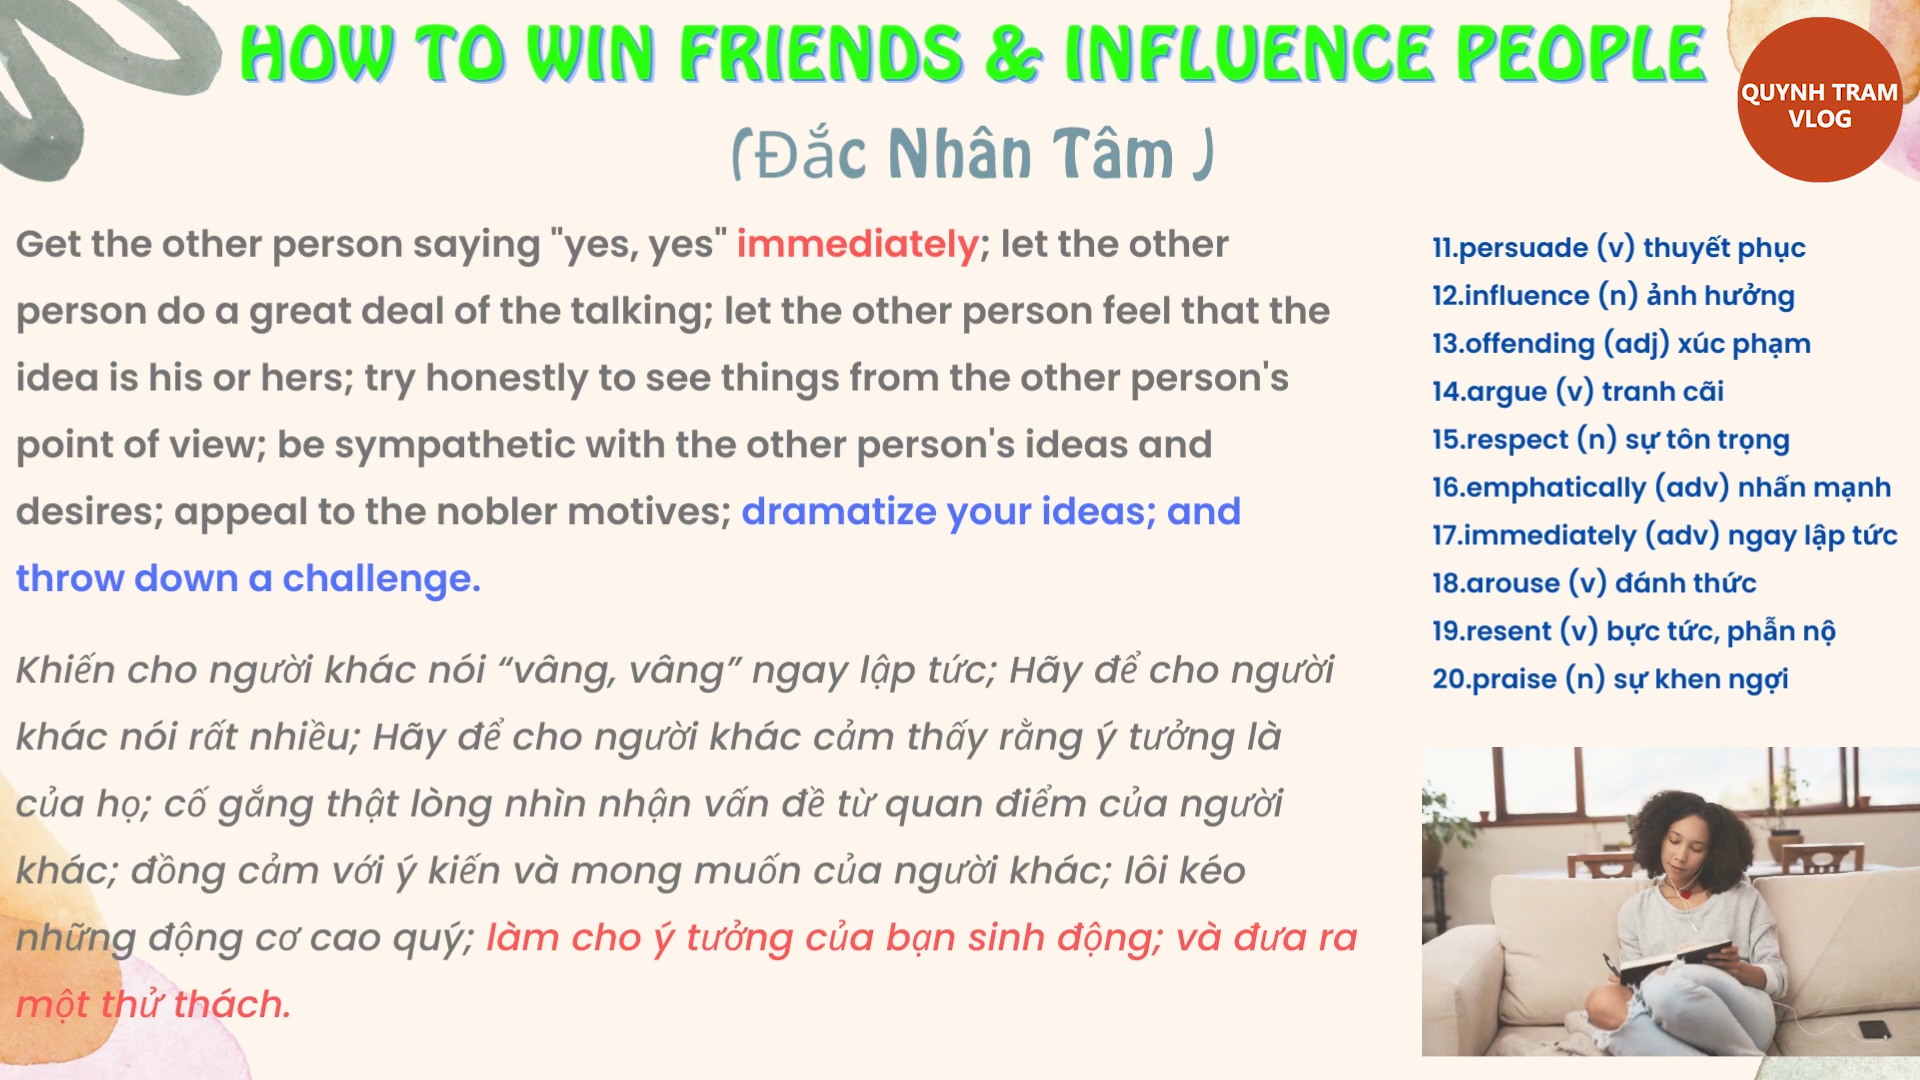 HOW TO WIN FRIENDS & INFLUENCE PEOPLE
QUYNH TRAM
VLOG
(Đắc Nhân Tâm )
Get the other person saying "yes, yes" immediately; let the other
person do a great deal of the talking; let the other person feel that the
idea is his or hers; try honestly to see things from the other person's
point of view; be sympathetic with the other person's ideas and
desires; appeal to the nobler motives; dramatize your ideas; and
throw down a challenge.
Khiến cho người khác nói “vâng, vâng” ngay lập tức; Hãy để cho người
khác nói rất nhiều; Hãy để cho người khác cảm thấy rằng ý tưởng là
của họ; cố gắng thật lòng nhìn nhận vấn đề từ quan điểm của người
khác; đồng cảm với ý kiến và mong muốn của người khác; lôi kéo
những động cơ cao quý; làm cho ý tưởng của bạn sinh động; và đưa ra
một thử thách.
11.persuade (v) thuyết phục
12.influence (n) ảnh hưởng
13.offending (adj) xúc phạm
14.argue (v) tranh cãi
15.respect (n) sự tôn trọng
16.emphatically (adv) nhấn mạnh
17.immediately (adv) ngay lập tức
18.arouse (v) đánh thức
19.resent (v) bực tức, phẫn nộ
20.praise (n) sự khen ngợi